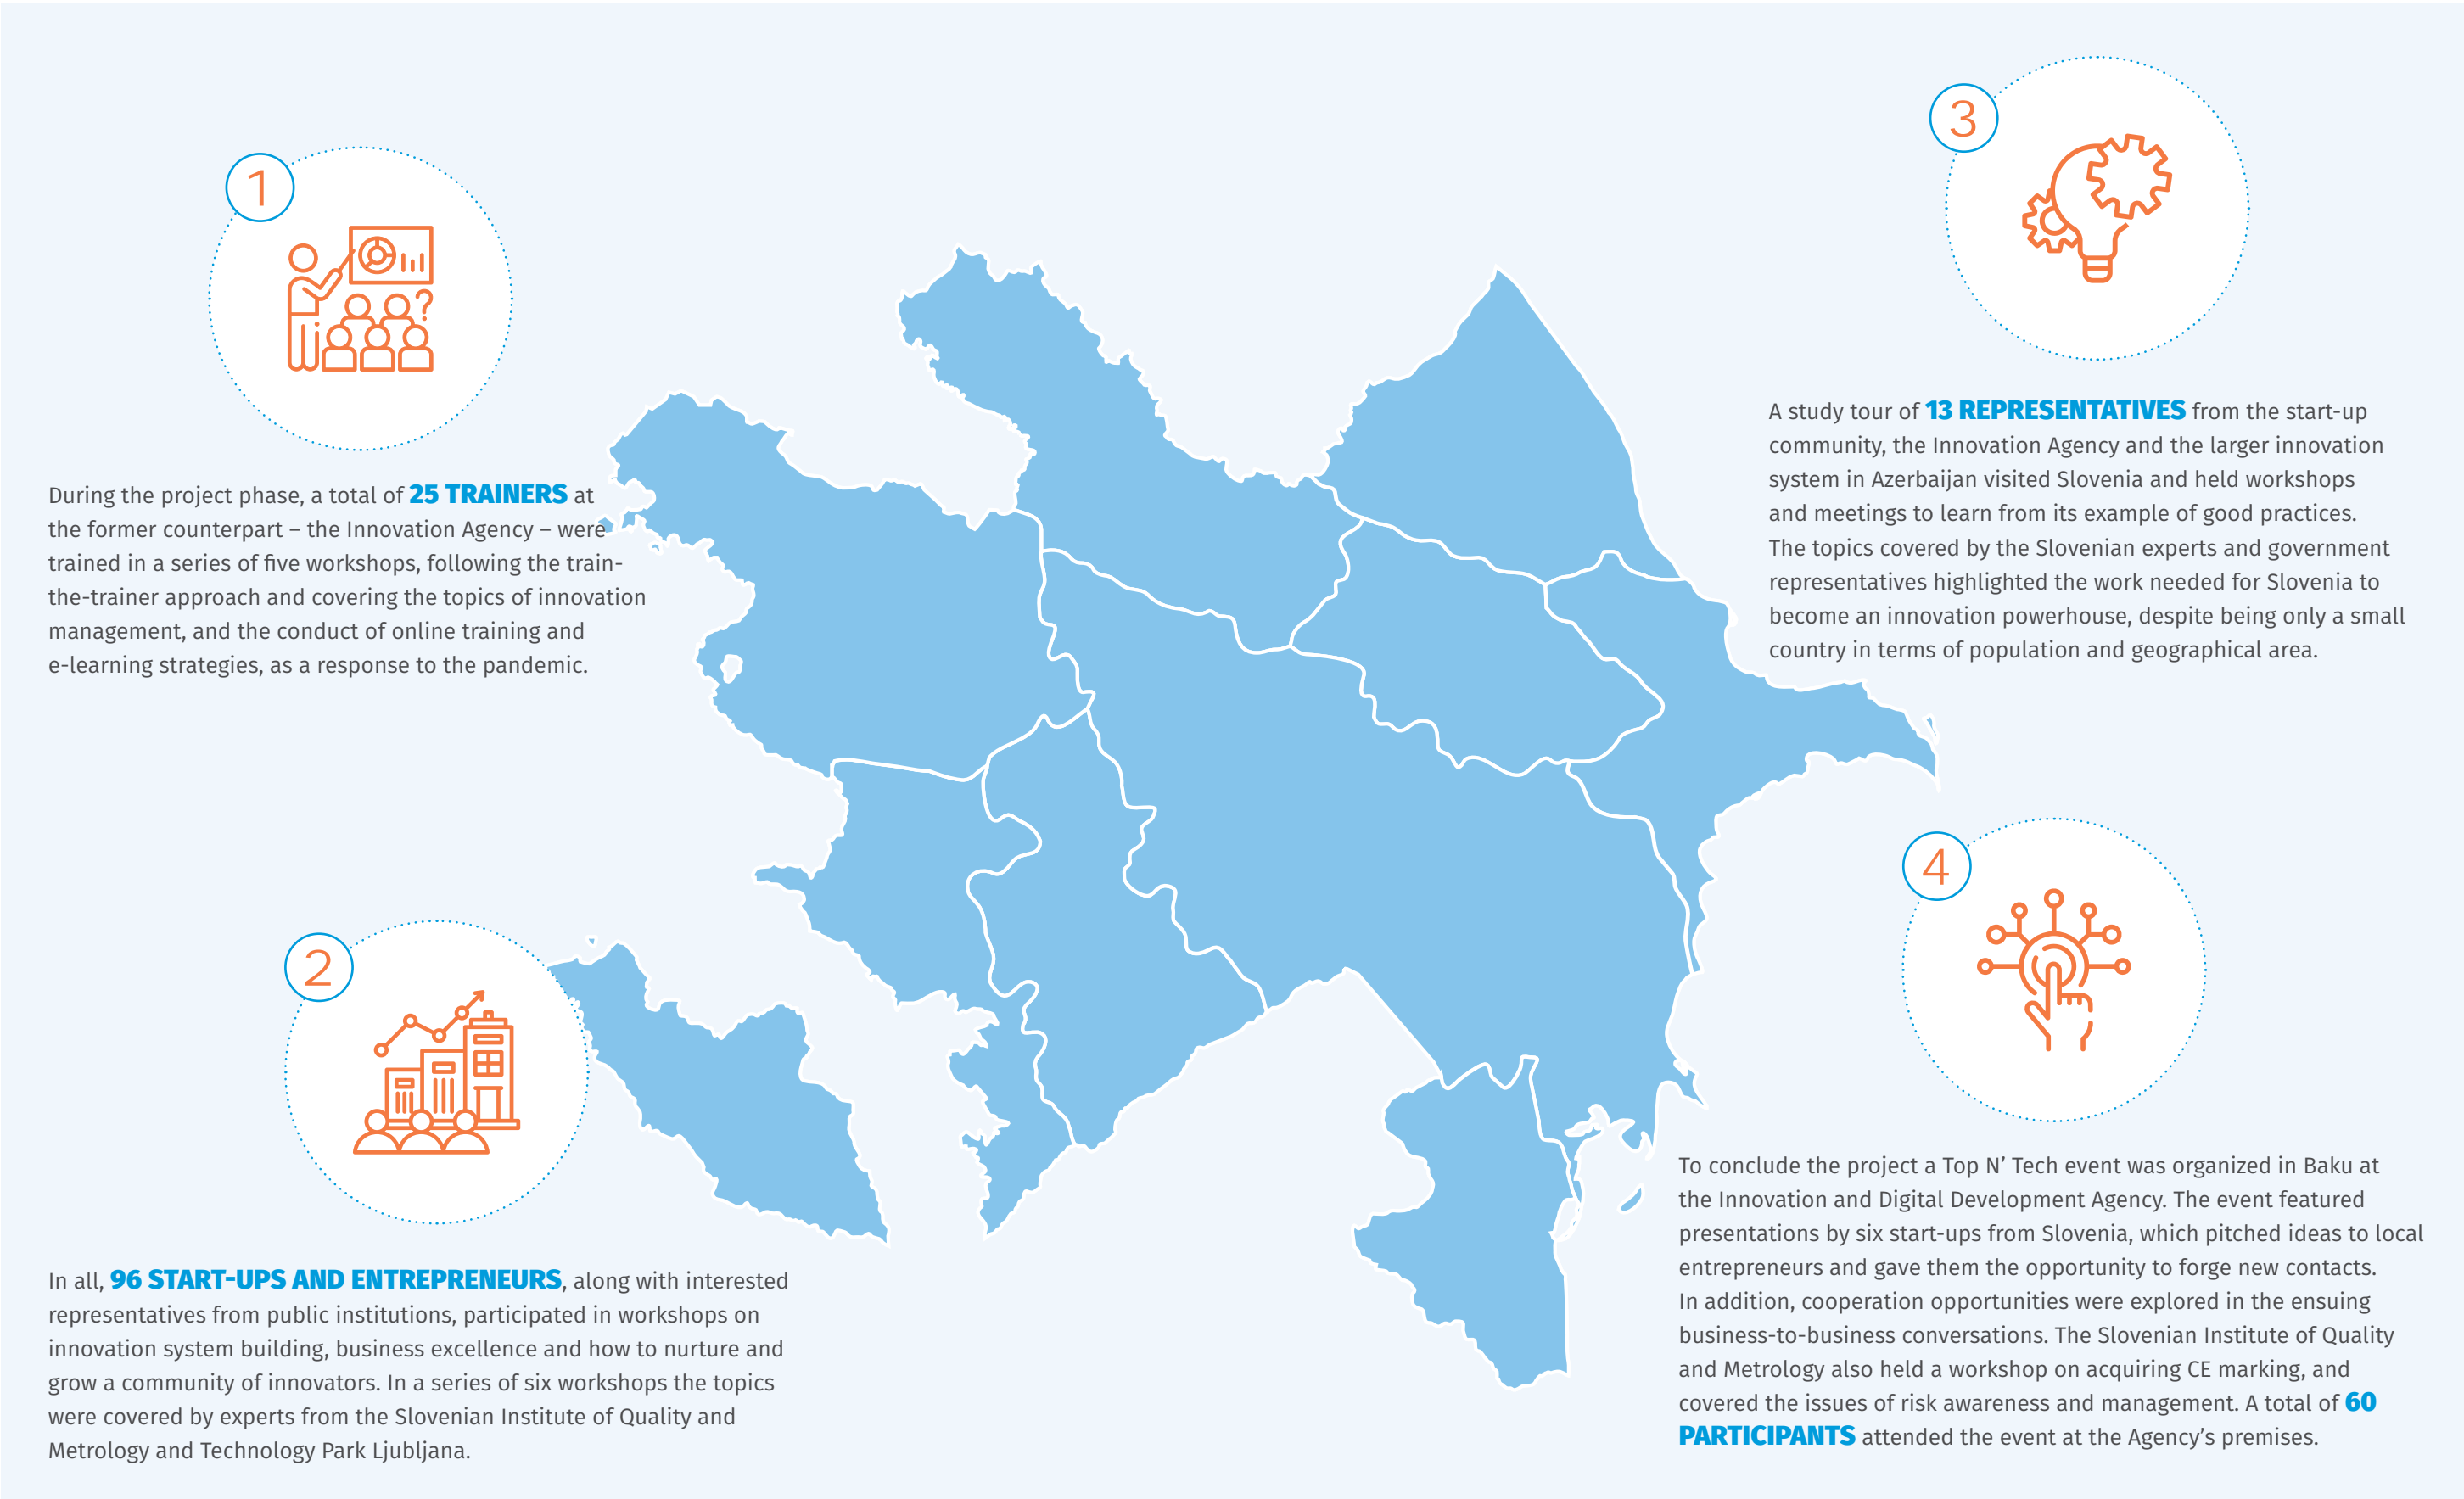 1
During the project phase, a total of 25 TRAINERS at
the former counterpart – the Innovation Agency – were
trained in a series of five workshops, following the train-
the-trainer approach and covering the topics of innovation
management, and the conduct of online training and
e-learning strategies, as a response to the pandemic.
2
In all, 96 START-UPS AND ENTREPRENEURS, along with interested
representatives from public institutions, participated in workshops on
innovation system building, business excellence and how to nurture and
grow a community of innovators. In a series of six workshops the topics
were covered by experts from the Slovenian Institute of Quality and
Metrology and Technology Park Ljubljana.
3
A study tour of 13 REPRESENTATIVES from the start-up
community, the Innovation Agency and the larger innovation
system in Azerbaijan visited Slovenia and held workshops
and meetings to learn from its example of good practices.
The topics covered by the Slovenian experts and government
representatives highlighted the work needed for Slovenia to
become an innovation powerhouse, despite being only a small
country in terms of population and geographical area.
4
To conclude the project a Top N’ Tech event was organized in Baku at
the Innovation and Digital Development Agency. The event featured
presentations by six start-ups from Slovenia, which pitched ideas to local
entrepreneurs and gave them the opportunity to forge new contacts.
In addition, cooperation opportunities were explored in the ensuing
business-to-business conversations. The Slovenian Institute of Quality
and Metrology also held a workshop on acquiring CE marking, and
covered the issues of risk awareness and management. A total of 60
PARTICIPANTS attended the event at the Agency’s premises.